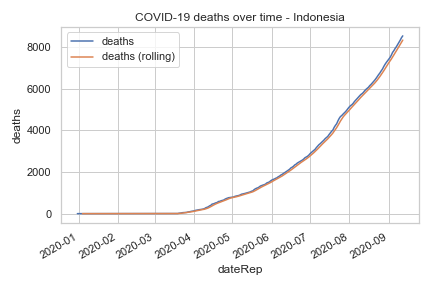 COVID-19 deaths over time - Indonesia
deaths
deaths (rolling)
8000
6000
4000
2000
0
deaths
2020-01
2020-02
2020-03
2020-04
2020-05
2020-06
2020-07
2020-08
2020-09
dateRep